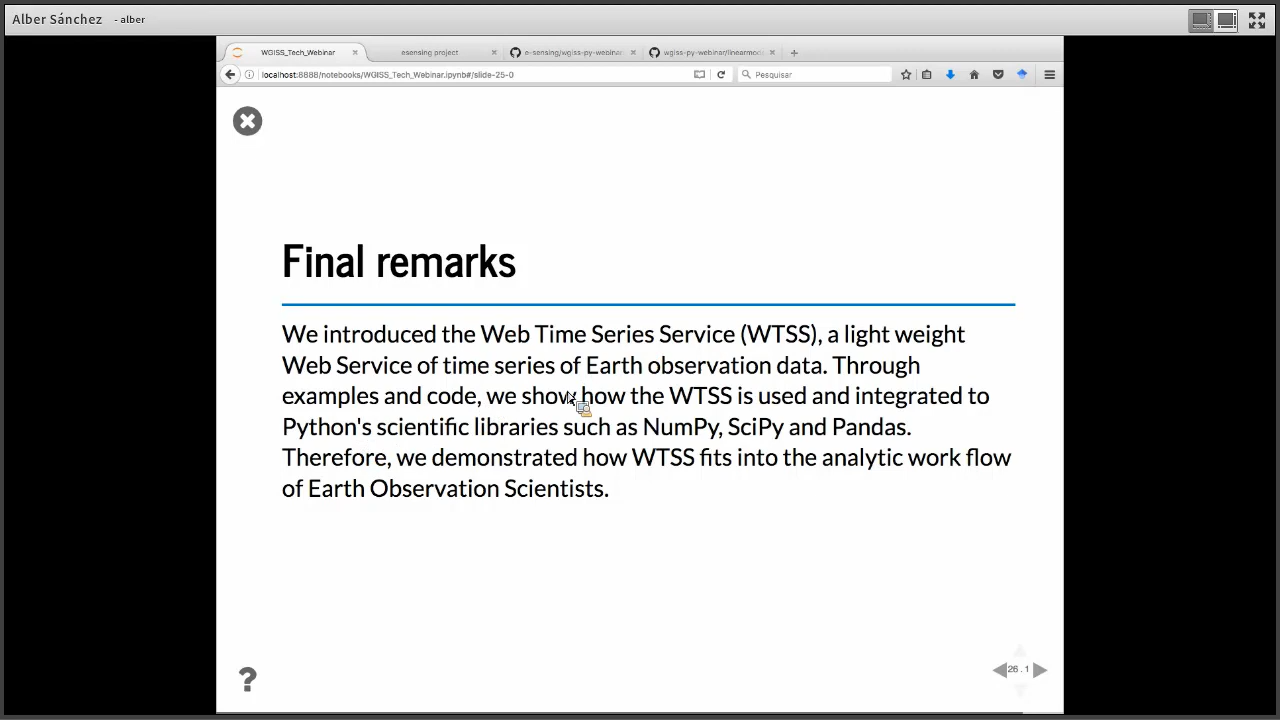 Alber Sánchez - alber
WGISS_Tech_Webinar
esensing project
e-sensing/wgiss-py-webinar
wgiss-py-webinar/linearmod
localhost:8888/notebooks/WGISS_Tech_Webinar.ipynb#/slide-25-0
Pesquisar
Final remarks
We introduced the Web Time Series Service (WTSS), a light weight
Web Service of time series of Earth observation data. Through
examples and code, we show how the WTSS is used and integrated to
Python's scientific libraries such as NumPy, SciPy and Pandas.
Therefore, we demonstrated how WTSS fits into the analytic work flow
of Earth Observation Scientists.
?
26.1